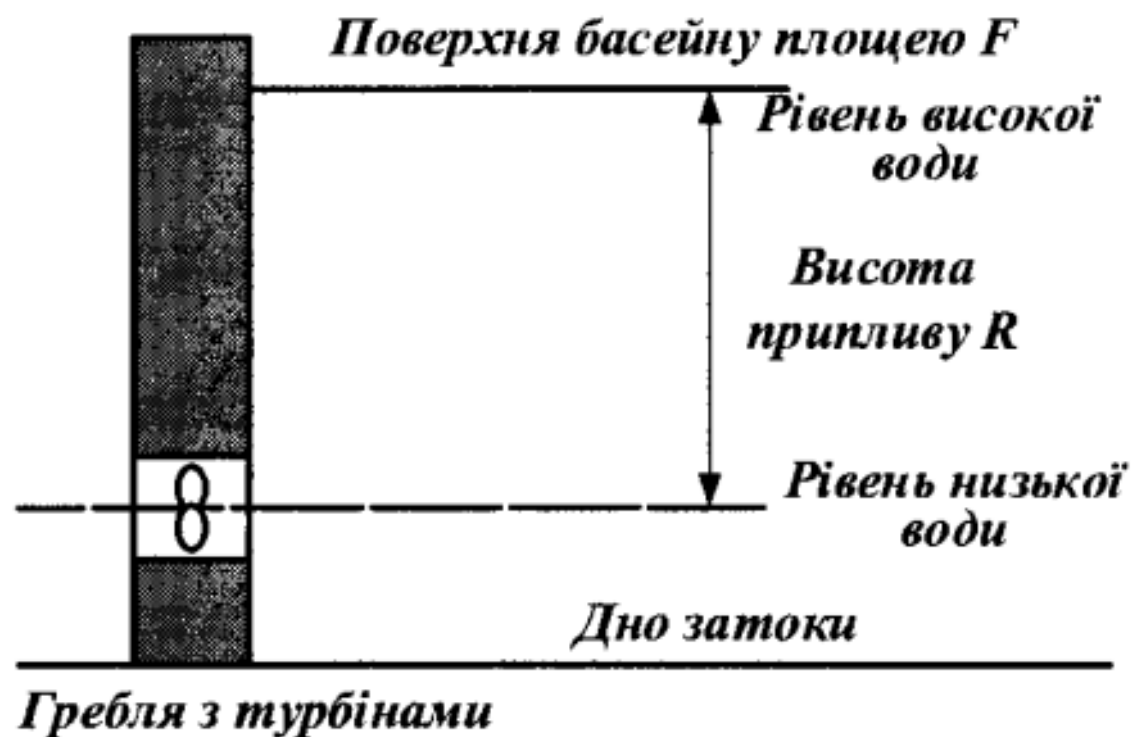 Поверхня басейну площею F
Рівень високої
води
Висота
припливу R
Рівень низької
води
Дно затоки
Гребля з турбінами